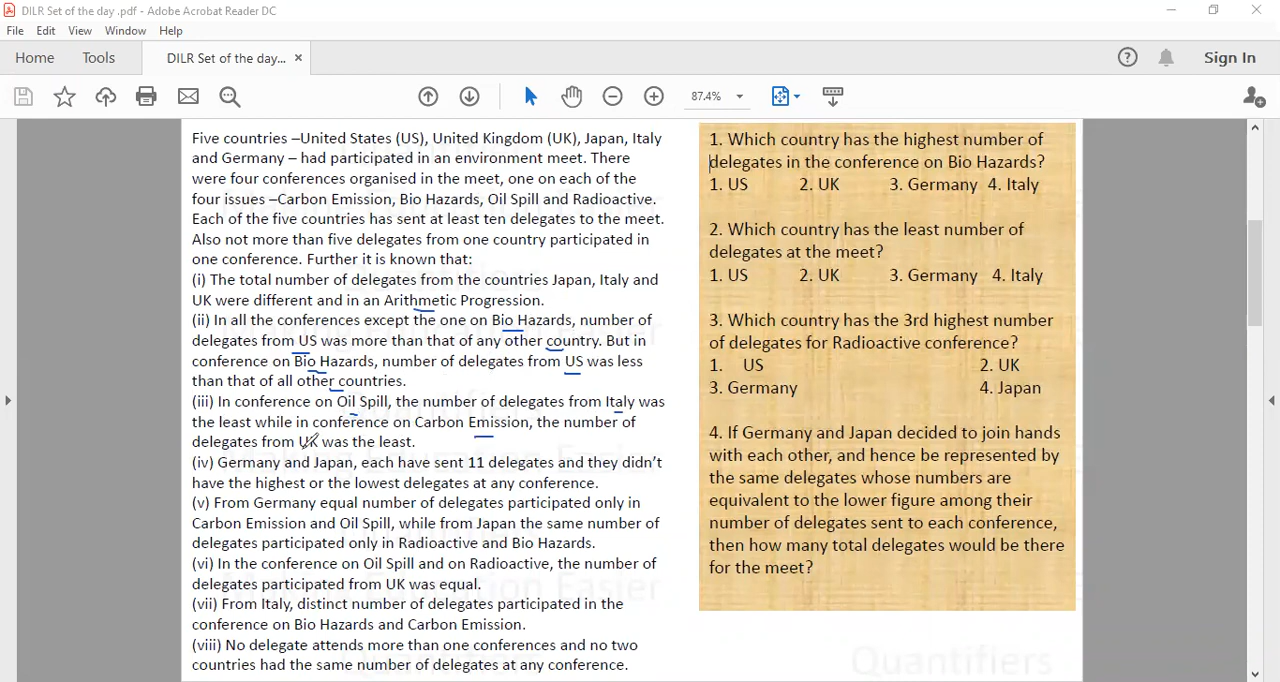 DILR Set of the day .pdf - Adobe Acrobat Reader DC
File Edit View Window Help
Home Tools DILR Set of the day... × Sign In
87.4%
Five countries –United States (US), United Kingdom (UK), Japan, Italy
and Germany – had participated in an environment meet. There
were four conferences organised in the meet, one on each of the
four issues –Carbon Emission, Bio Hazards, Oil Spill and Radioactive.
Each of the five countries has sent at least ten delegates to the meet.
Also not more than five delegates from one country participated in
one conference. Further it is known that:
(i) The total number of delegates from the countries Japan, Italy and
UK were different and in an Arithmetic Progression.
(ii) In all the conferences except the one on Bio Hazards, number of
delegates from US was more than that of any other country. But in
conference on Bio Hazards, number of delegates from US was less
than that of all other countries.
(iii) In conference on Oil Spill, the number of delegates from Italy was
the least while in conference on Carbon Emission, the number of
delegates from UK was the least.
(iv) Germany and Japan, each have sent 11 delegates and they didn't
have the highest or the lowest delegates at any conference.
(v) From Germany equal number of delegates participated only in
Carbon Emission and Oil Spill, while from Japan the same number of
delegates participated only in Radioactive and Bio Hazards.
(vi) In the conference on Oil Spill and on Radioactive, the number of
delegates participated from UK was equal.
(vii) From Italy, distinct number of delegates participated in the
conference on Bio Hazards and Carbon Emission.
(viii) No delegate attends more than one conferences and no two
countries had the same number of delegates at any conference.
1. Which country has the highest number of
delegates in the conference on Bio Hazards?
1. US 2. UK 3. Germany 4. Italy
2. Which country has the least number of
delegates at the meet?
1. US 2. UK 3. Germany 4. Italy
3. Which country has the 3rd highest number
of delegates for Radioactive conference?
1. US 2. UK
3. Germany 4. Japan
4. If Germany and Japan decided to join hands
with each other, and hence be represented by
the same delegates whose numbers are
equivalent to the lower figure among their
number of delegates sent to each conference,
then how many total delegates would be there
for the meet?
Quantifiers